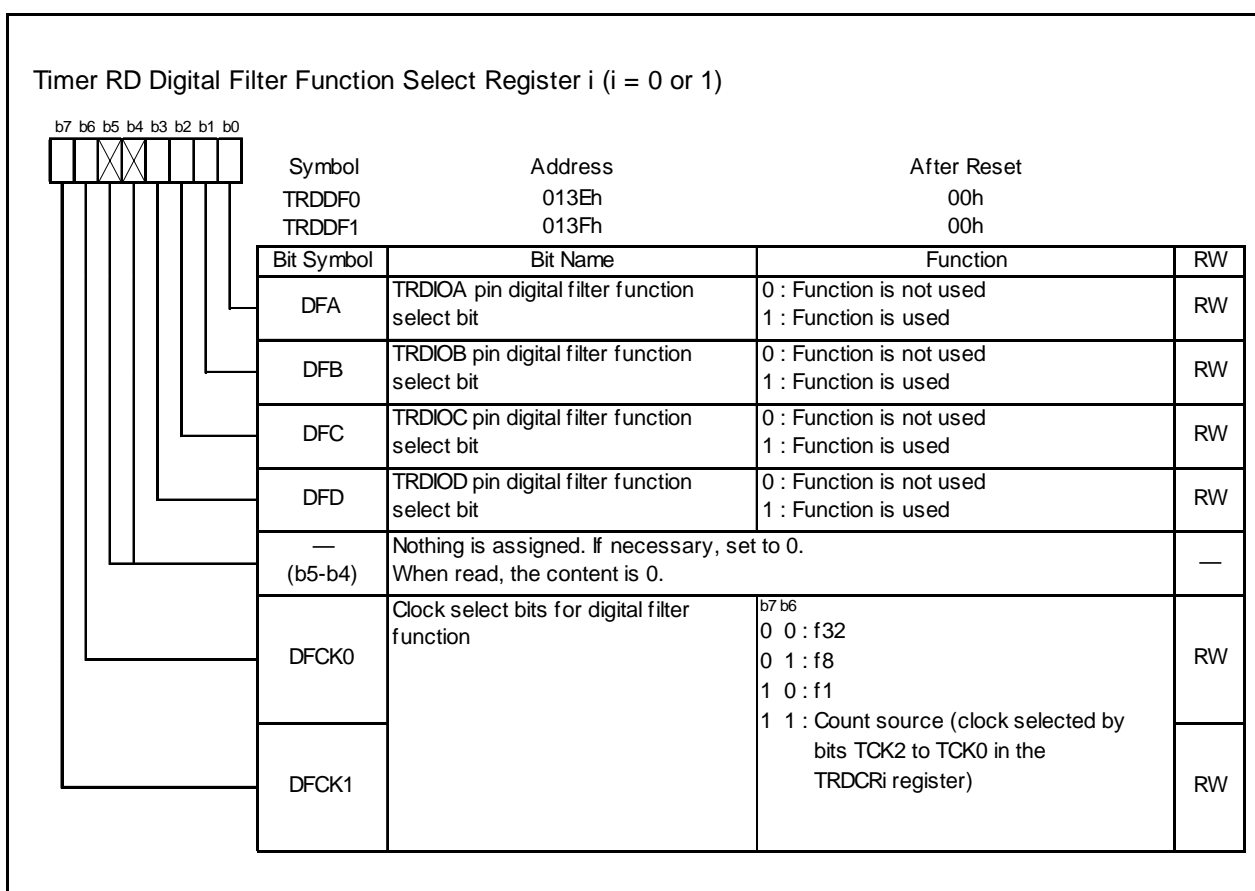 Timer RD Digital Filter Function Select Register i (i = 0 or 1)
b7 b6 b5 b4 b3 b2 b1 b0
Symbol Address After Reset
TRDDF0 013Eh 00h
TRDDF1 013Fh 00h
Bit Symbol Bit Name Function RW
DFA
TRDIOA pin digital filter function
select bit
0 : Function is not used
1 : Function is used
RW
DFB
TRDIOB pin digital filter function
select bit
0 : Function is not used
1 : Function is used
RW
DFC
TRDIOC pin digital filter function
select bit
0 : Function is not used
1 : Function is used
RW
DFD
TRDIOD pin digital filter function
select bit
0 : Function is not used
1 : Function is used
RW
—
(b5-b4)
Nothing is assigned. If necessary, set to 0.
When read, the content is 0.
—
DFCK0
Clock select bits for digital filter
function
b7 b6
0 0 : f32
0 1 : f8
1 0 : f1
1 1 : Count source (clock selected by
bits TCK2 to TCK0 in the
TRDCRi register)
RW
DFCK1
RW